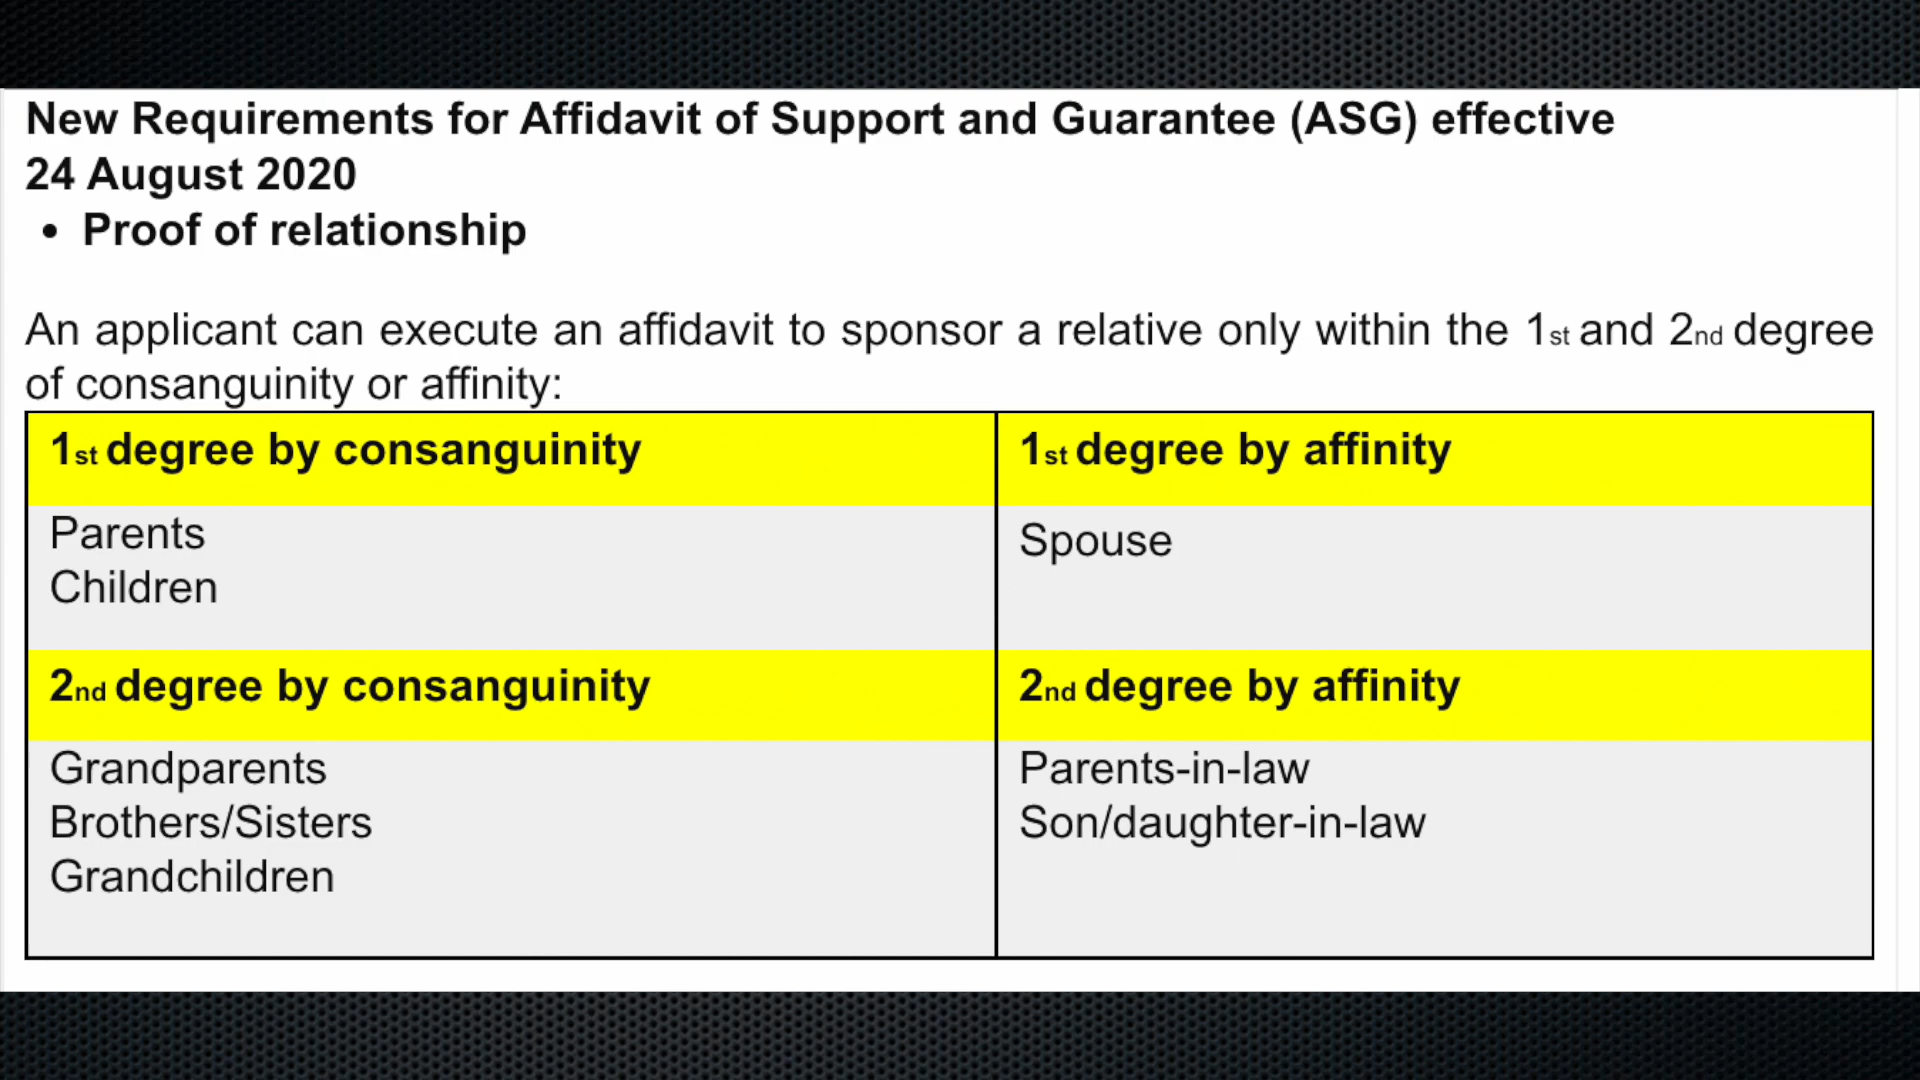 New Requirements for Affidavit of Support and Guarantee (ASG) effective
24 August 2020
• Proof of relationship
An applicant can execute an affidavit to sponsor a relative only within the 1st and 2nd degree
of consanguinity or affinity:
1st degree by consanguinity
1st degree by affinity
Parents
Children
Spouse
2nd degree by consanguinity
2nd degree by affinity
Grandparents
Brothers/Sisters
Grandchildren
Parents-in-law
Son/daughter-in-law